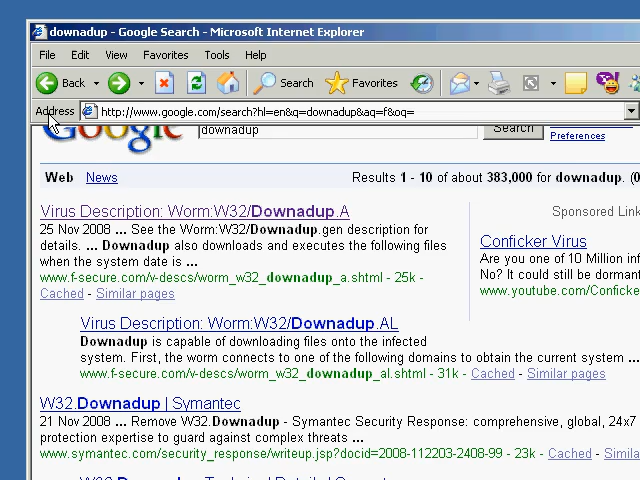 downadup - Google Search - Microsoft Internet Explorer
File Edit View Favorites Tools Help
Back Search Favorites
Address http://www.google.com/search?hl=en&q=downadup&aq=f&oq=
Google downadup Search Preferences
Web News Results 1 - 10 of about 383,000 for downadup. (0
Virus Description: Worm:W32/Downadup.A
25 Nov 2008 ... See the Worm:W32/Downadup.gen description for
details. ... Downadup also downloads and executes the following files
when the system date is ...
www.f-secure.com/v-descs/worm_w32_downadup_a.shtml - 25k -
Cached - Similar pages
Sponsored Link
Conficker Virus
Are you one of 10 Million inf
No? It could still be dormant
www.youtube.com/Conficke
Virus Description: Worm:W32/Downadup.AL
Downadup is capable of downloading files onto the infected
system. First, the worm connects to one of the following domains to obtain the current system ...
www.f-secure.com/v-descs/worm_w32_downadup_al.shtml - 31k - Cached - Similar pages
W32.Downadup | Symantec
21 Nov 2008 ... Remove W32.Downadup - Symantec Security Response: comprehensive, global, 24x7
protection expertise to guard against complex threats ...
www.symantec.com/security_response/writeup.jsp?docid=2008-112203-2408-99 - 23k - Cached - Simila